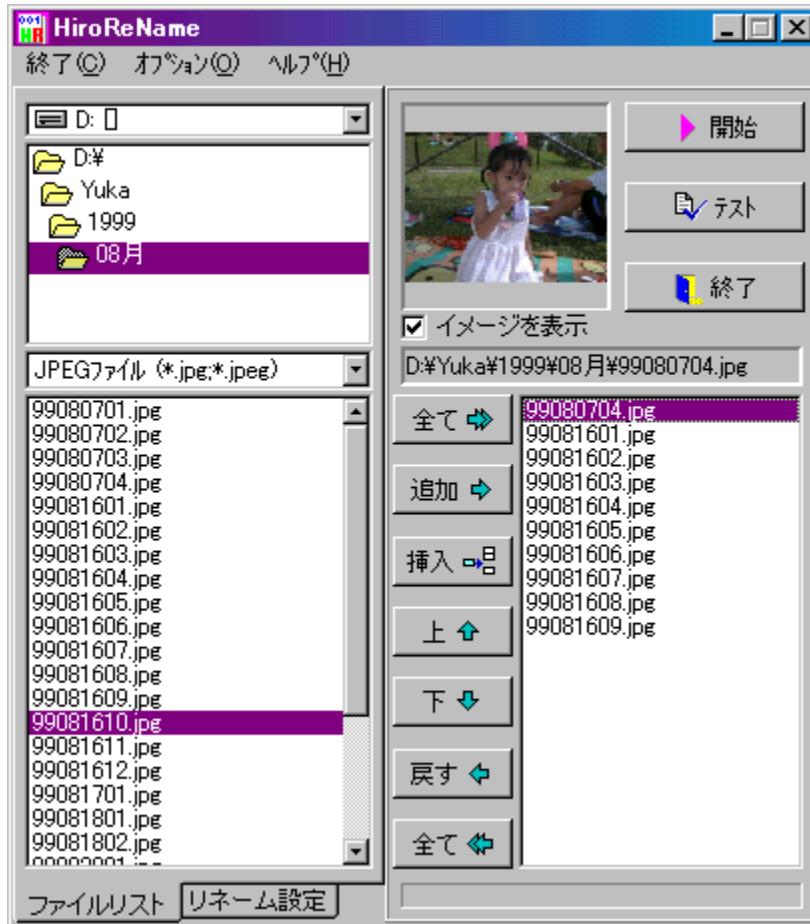 001
HR HiroReName
終了(C) オプション(O) ヘルプ(H)
D: []
D:¥
Yuka
1999
08月
JPEGファイル (*.jpg;*.jpeg)
99080701.jpg
99080702.jpg
99080703.jpg
99080704.jpg
99081601.jpg
99081602.jpg
99081603.jpg
99081604.jpg
99081605.jpg
99081606.jpg
99081607.jpg
99081608.jpg
99081609.jpg
99081610.jpg
99081611.jpg
99081612.jpg
99081701.jpg
99081801.jpg
99081802.jpg
ファイルリスト リネーム設定
開始
テスト
終了
イメージを表示
D:¥Yuka¥1999¥08月¥99080704.jpg
全て
追加
挿入
上
下
戻す
全て
99080704.jpg
99081601.jpg
99081602.jpg
99081603.jpg
99081604.jpg
99081605.jpg
99081606.jpg
99081607.jpg
99081608.jpg
99081609.jpg